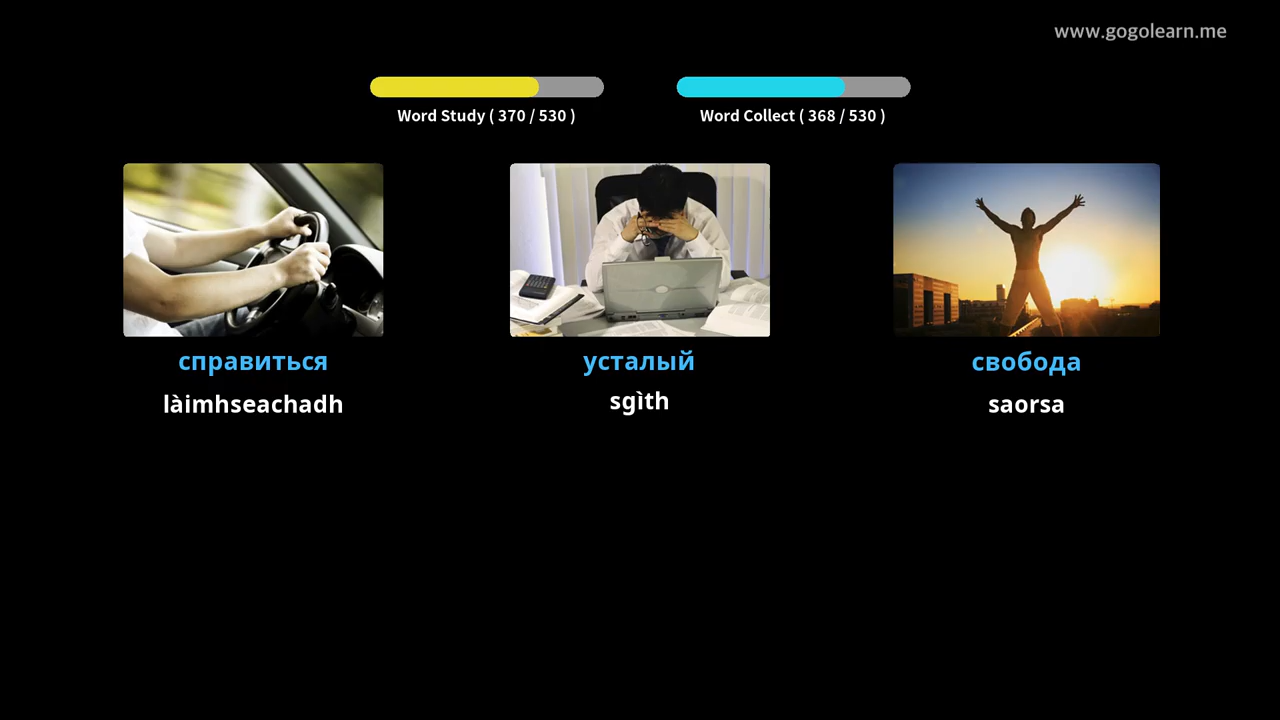 www.gogolearn.me
Word Study ( 370 / 530 )
Word Collect ( 368 / 530 )
справиться
усталый
свобода
làimhseachadh
sgìth
saorsa